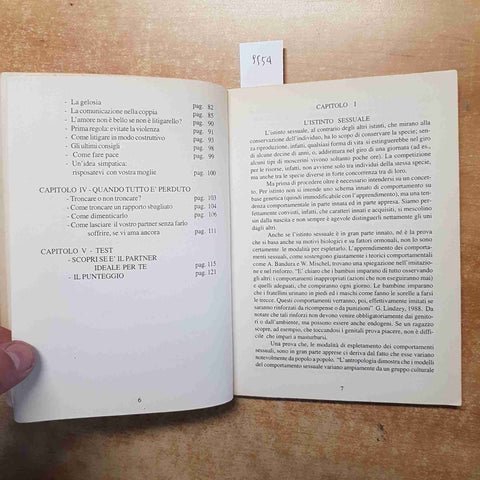 9554
- La gelosia pag. 82
- La comunicazione nella coppia pag. 85
- L'amore non è bello se non è litigarello? pag. 90
- Prima regola: evitate la violenza pag. 91
- Come litigare in modo costruttivo pag. 93
- Gli ultimi consigli pag. 98
- Come fare pace pag. 99
- Un'idea simpatica:
risposatevi con vostra moglie pag. 100
CAPITOLO IV - QUANDO TUTTO E' PERDUTO
- Troncare o non troncare? pag. 103
- Come troncare un rapporto sbagliato pag. 104
- Come dimenticarlo pag. 106
- Come lasciare il vostro partner senza farlo
soffrire, se vi ama ancora pag. 111
CAPITOLO V - TEST
- SCOPRI SE E' IL PARTNER
IDEALE PER TE pag. 115
- IL PUNTEGGIO pag. 121
6
CAPITOLO I
L'ISTINTO SESSUALE
L'istinto sessuale, al contrario degli altri istinti, che mirano alla
conservazione dell'individuo, ha lo scopo di conservare la specie; sen-
za riproduzione, infatti, qualsiasi forma di vita si estinguerebbe nel giro
di alcune decine di anni, o, addirittura nel giro di una giornata (ad es.,
alcuni tipi di moscerini vivono soltanto poche ore). La competizione
per le risorse, infatti, non avviene solo tra individui della stessa specie,
ma anche tra le specie diverse in forte concorrenza tra di loro.
Ma prima di procedere oltre è necessario intendersi su un concet-
to. Per istinto non si intende uno schema innato di comportamento su
base genetica (quindi immodificabile con l'apprendimento), ma una ten-
denza comportamentale in parte innata ed in parte appresa. Siamo per-
fettamente convinti, infatti, che caratteri innati e acquisiti, si mescolino
sin dalla nascita e non sempre è agevole distinguerli nettamente gli uni
dagli altri.
Anche se l'istinto sessuale è in gran parte innato, nè è la prova che
si basa anche su motivi biologici e su fattori ormonali, non lo sono
certamente le modalità per espletarlo. L'apprendimento dei comporta-
menti sessuali, come sostengono giustamente i teorici comportamentali
come A. Bandura e W. Mischel, trovano una spiegazione nell'imitazio-
ne e nel rinforzo. "E' chiaro che i bambini imparano di tutto osservando
gli altri: i comportamenti inappropriati (azioni che non eseguirà mai) e
quelli adeguati, che compariranno ogni giorno. Le bambine imparano
che i fratellini spinano in piedi ed i maschi come fanno le sorelle a farsi le
trecce. Questi comportamenti verranno, poi, effettivamente imitati se
saranno rinforzati da ricompense o da punizioni" G. Lindzey, 1988. Da
notare che tali rinforzi non devono venire obbligatoriamente dai genito-
ri o dall'ambiente, ma possono essere anche endogeni. Se un ragazzo
scopre, ad esempio, che toccandosi i genitali prova piacere, non è diffi-
cile che impari a masturbarsi.
Una prova che, le modalità di espletamento dei comportamenti
sessuali, sono in gran parte apprese ci deriva dal fatto che esse variano
notevolmente da popolo a popolo. "L'antropologia dimostra che i modelli
del comportamento sessuale variano ampiamente da un gruppo culturale
7